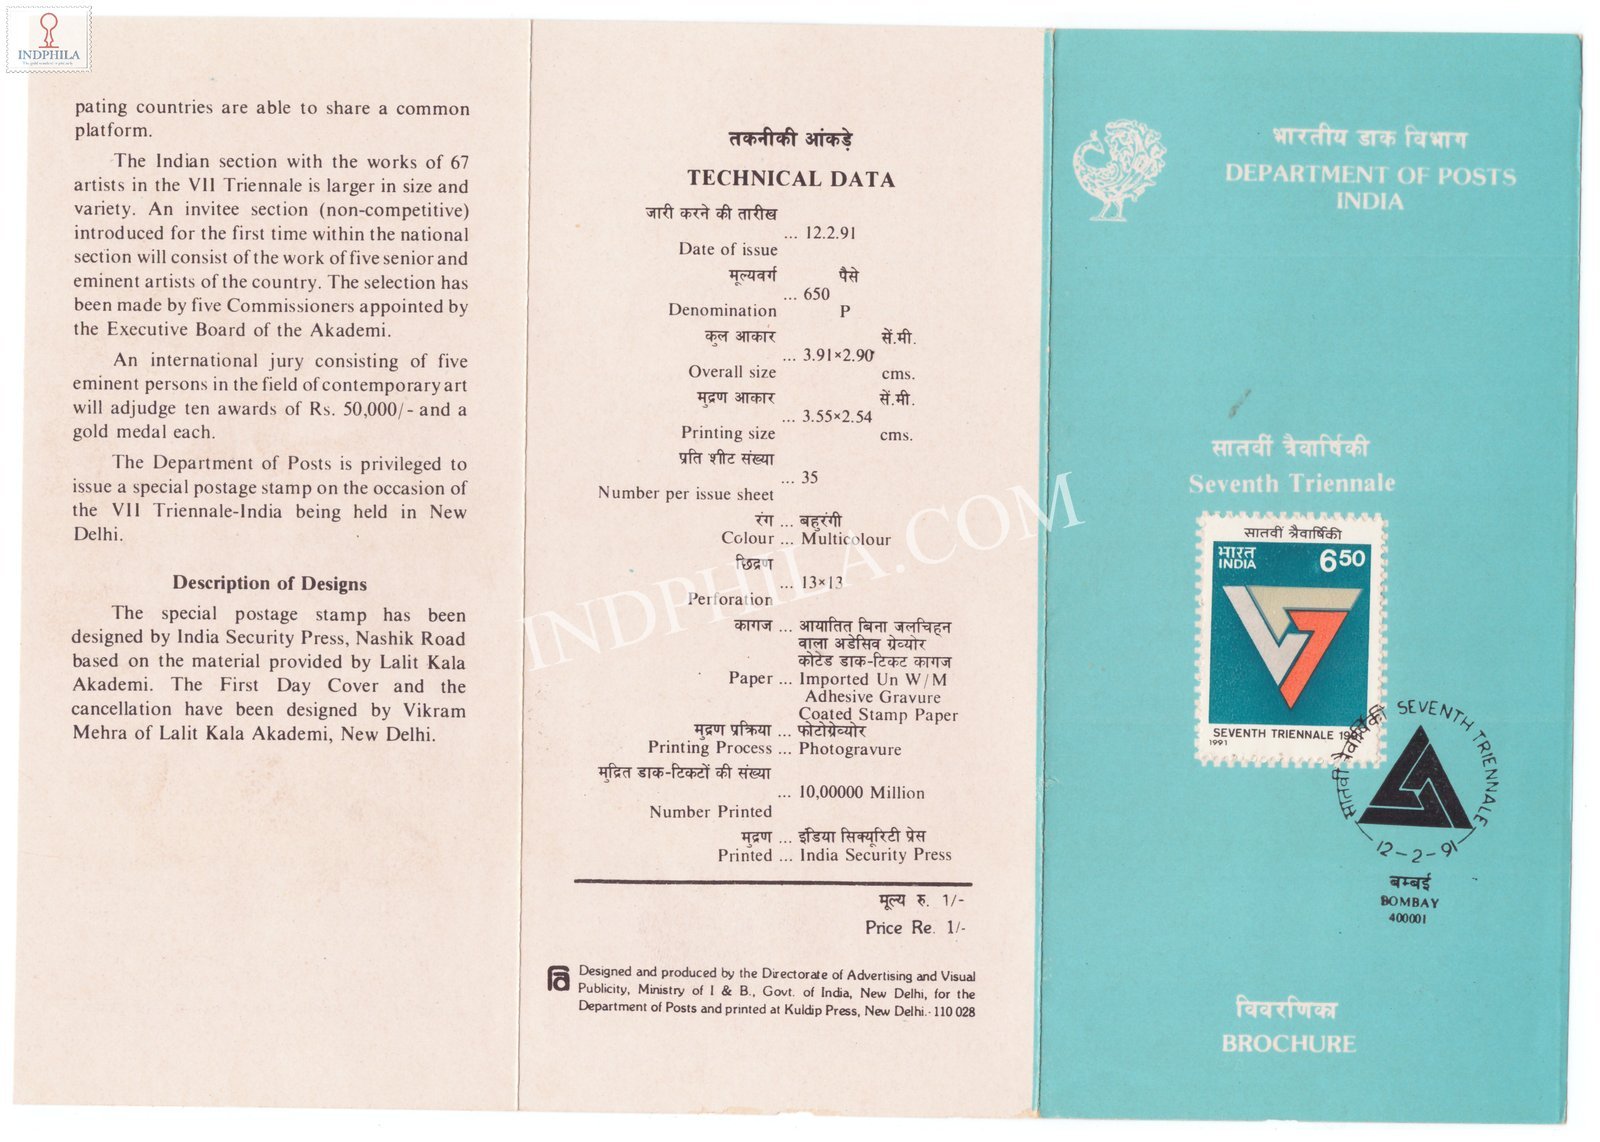 INDPHILA
pating countries are able to share a common
platform.
The Indian section with the works of 67
artists in the VII Triennale is larger in size and
variety. An invitee section (non-competitive)
introduced for the first time within the national
section will consist of the work of five senior and
eminent artists of the country. The selection has
been made by five Commissioners appointed by
the Executive Board of the Akademi.
An international jury consisting of five
eminent persons in the field of contemporary art
will adjudge ten awards of Rs. 50,000/- and a
gold medal each.
The Department of Posts is privileged to
issue a special postage stamp on the occasion of
the VII Triennale-India being held in New
Delhi.
Description of Designs
The special postage stamp has been
designed by India Security Press, Nashik Road
based on the material provided by Lalit Kala
Akademi. The First Day Cover and the
cancellation have been designed by Vikram
Mehra of Lalit Kala Akademi, New Delhi.
तकनीकी आंकड़े
TECHNICAL DATA
जारी करने की तारीख
... 12.2.91
Date of issue
मूल्यवर्ग पैसे
... 650
Denomination P
कुल आकार सें.मी.
... 3.91×2.90
Overall size cms.
मुद्रण आकार सें.मी.
... 3.55×2.54
Printing size cms.
प्रति शीट संख्या
... 35
Number per issue sheet
रंग ... बहुरंगी
Colour ... Multicolour
छिद्रण
... 13×13
Perforation
कागज ... आयातित बिना जलचिहन
वाला अडेसिव ग्रेव्योर
कोटेड डाक-टिकट कागज
Paper ... Imported Un W/M
Adhesive Gravure
Coated Stamp Paper
मुद्रण प्रक्रिया ... फोटोग्रेव्योर
Printing Process ... Photogravure
मुद्रित डाक-टिकटों की संख्या
... 10,00000 Million
Number Printed
मुद्रण ... इंडिया सिक्यूरिटी प्रेस
Printed ... India Security Press
मूल्य रु. 1/-
Price Re. 1/-
Designed and produced by the Directorate of Advertising and Visual
Publicity, Ministry of I & B., Govt. of India, New Delhi, for the
Department of Posts and printed at Kuldip Press, New Delhi.- 110 028
भारतीय डाक विभाग
DEPARTMENT OF POSTS
INDIA
सातवीं त्रैवार्षिकी
Seventh Triennale
सातवीं त्रैवार्षिकी
भारत
INDIA 650
SEVENTH TRIENNALE 1991
1991
सातवीं त्रैवार्षिकी SEVENTH TRIENNALE
12-2-91
बम्बई
BOMBAY
400001
विवरणिका
BROCHURE
INDPHILA.COM